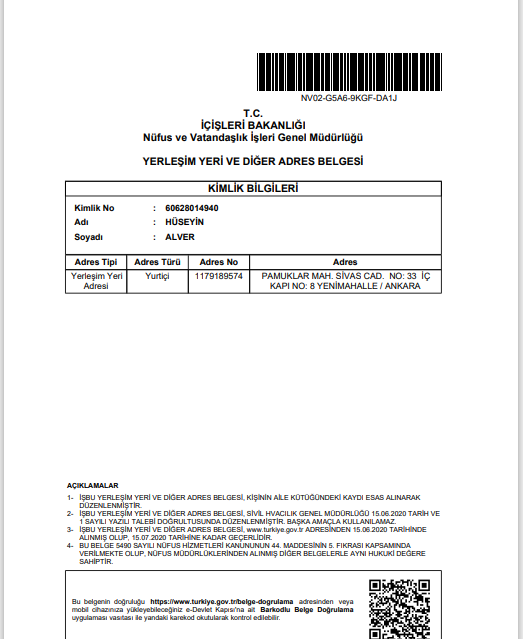 NV02-G5A6-9KGF-DA1J
T.C.
İÇİŞLERİ BAKANLIĞI
Nüfus ve Vatandaşlık İşleri Genel Müdürlüğü
YERLEŞİM YERİ VE DİĞER ADRES BELGESİ
KİMLİK BİLGİLERİ
Kimlik No : 60628014940
Adı : HÜSEYİN
Soyadı : ALVER
Adres Tipi Adres Türü Adres No Adres
Yerleşim Yeri Adresi Yurtiçi 1179189574 PAMUKLAR MAH. SİVAS CAD. NO: 33 İÇ
KAPI NO: 8 YENİMAHALLE / ANKARA
AÇIKLAMALAR
1- İŞBU YERLEŞİM YERİ VE DİĞER ADRES BELGESİ, KİŞİNİN AİLE KÜTÜĞÜNDEKİ KAYDI ESAS ALINARAK
DÜZENLENMİŞTİR.
2- İŞBU YERLEŞİM YERİ VE DİĞER ADRES BELGESİ, SİVİL HVACILIK GENEL MÜDÜRLÜĞÜ 15.06.2020 TARİH VE
1 SAYILI YAZILI TALEBİ DOĞRULTUSUNDA DÜZENLENMİŞTİR. BAŞKA AMAÇLA KULLANILAMAZ.
3- İŞBU YERLEŞİM YERİ VE DİĞER ADRES BELGESİ, www.turkiye.gov.tr ADRESİNDEN 15.06.2020 TARİHİNDE
ALINMIŞ OLUP, 15.07.2020 TARİHİNE KADAR GEÇERLİDİR.
4- BU BELGE 5490 SAYILI NÜFUS HİZMETLERİ KANUNUNUN 44. MADDESİNİN 5. FIKRASI KAPSAMINDA
VERİLMEKTE OLUP, NÜFUS MÜDÜRLÜKLERİNDEN ALINMIŞ DİĞER BELGELERLE AYNI HUKUKİ DEĞERE
SAHİPTİR.
Bu belgenin doğruluğu https://www.turkiye.gov.tr/belge-dogrulama adresinden veya
mobil cihazınıza yükleyebileceğiniz e-Devlet Kapısı'na ait Barkodlu Belge Doğrulama
uygulaması vasıtası ile yandaki karekod okutularak kontrol edilebilir.